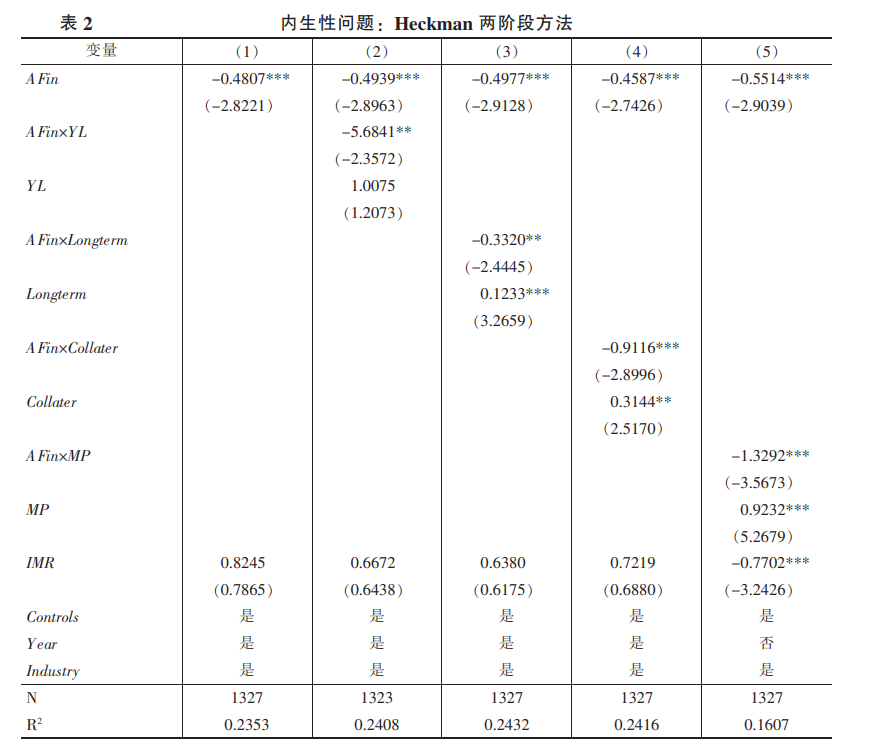 表 2 内生性问题：Heckman 两阶段方法
变量 (1) (2) (3) (4) (5)
AFin −0.4807*** −0.4939*** −0.4977*** −0.4587*** −0.5514***
(−2.8221) (−2.8963) (−2.9128) (−2.7426) (−2.9039)
AFin×YL −5.6841**
(−2.3572)
YL 1.0075
(1.2073)
AFin×Longterm −0.3320**
(−2.4445)
Longterm 0.1233***
(3.2659)
AFin×Collater −0.9116***
(−2.8996)
Collater 0.3144**
(2.5170)
AFin×MP −1.3292***
(−3.5673)
MP 0.9232***
(5.2679)
IMR 0.8245 0.6672 0.6380 0.7219 −0.7702***
(0.7865) (0.6438) (0.6175) (0.6880) (−3.2426)
Controls 是 是 是 是 是
Year 是 是 是 是 否
Industry 是 是 是 是 是
N 1327 1323 1327 1327 1327
R² 0.2353 0.2408 0.2432 0.2416 0.1607